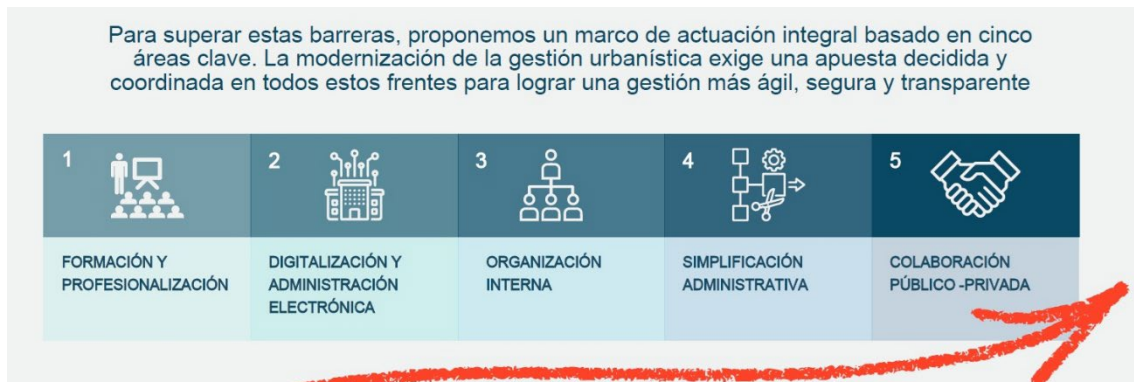 Para superar estas barreras, proponemos un marco de actuación integral basado en cinco
áreas clave. La modernización de la gestión urbanística exige una apuesta decidida y
coordinada en todos estos frentes para lograr una gestión más ágil, segura y transparente
1
FORMACIÓN Y
PROFESIONALIZACIÓN
2
DIGITALIZACIÓN Y
ADMINISTRACIÓN
ELECTRÓNICA
3
ORGANIZACIÓN
INTERNA
4
SIMPLIFICACIÓN
ADMINISTRATIVA
5
COLABORACIÓN
PÚBLICO -PRIVADA